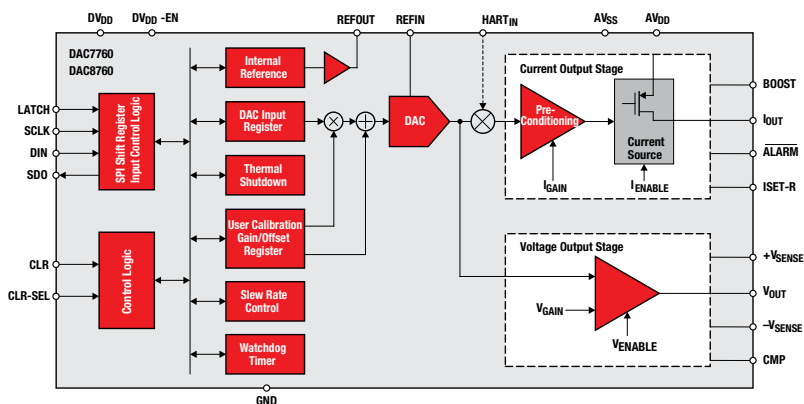 DVDD
DVDD -EN
REFOUT
REFIN
HARTIN
AVSS
AVDD
DAC7760
DAC8760
LATCH
SCLK
DIN
SDO
SPI Shift Register
Input Control Logic
CLR
CLR-SEL
Control Logic
Internal
Reference
DAC Input
Register
Thermal
Shutdown
User Calibration
Gain/Offset
Register
Slew Rate
Control
Watchdog
Timer
DAC
Current Output Stage
Pre-
Conditioning
Current
Source
IGAIN
IENABLE
BOOST
IOUT
ALARM
ISET-R
Voltage Output Stage
VGAIN
VENABLE
+VSENSE
VOUT
–VSENSE
CMP
GND